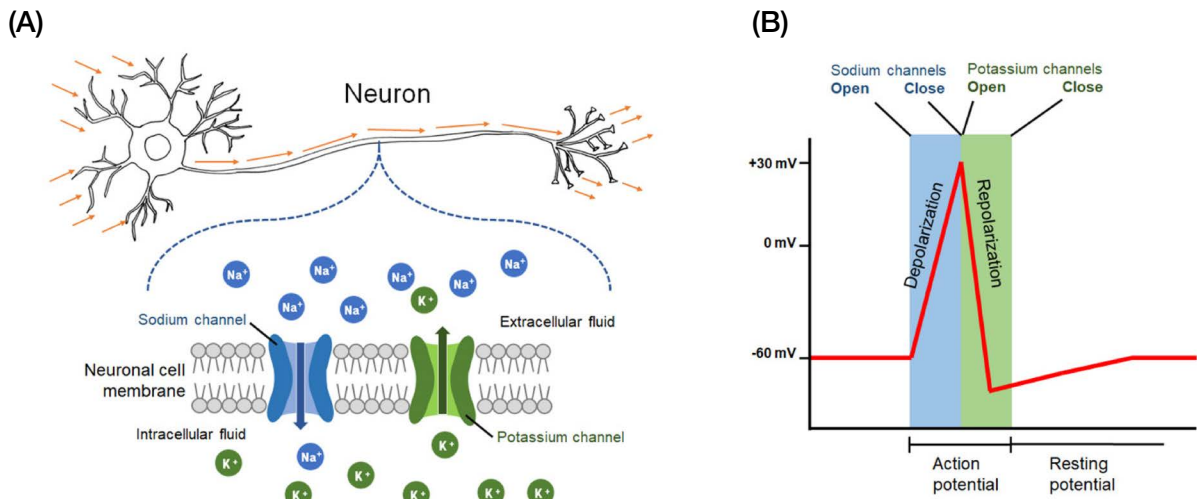 (A)
Neuron
Na⁺
Na⁺
Na⁺
Na⁺
Na⁺
Na⁺
Na⁺
K⁺
Sodium channel
Extracellular fluid
Neuronal cell
membrane
Intracellular fluid
Potassium channel
Na⁺
K⁺
K⁺
K⁺
K⁺
K⁺
K⁺
K⁺
(B)
Sodium channels
Open Close
Potassium channels
Open Close
+30 mV
0 mV
-60 mV
Depolarization
Repolarization
Action
potential
Resting
potential